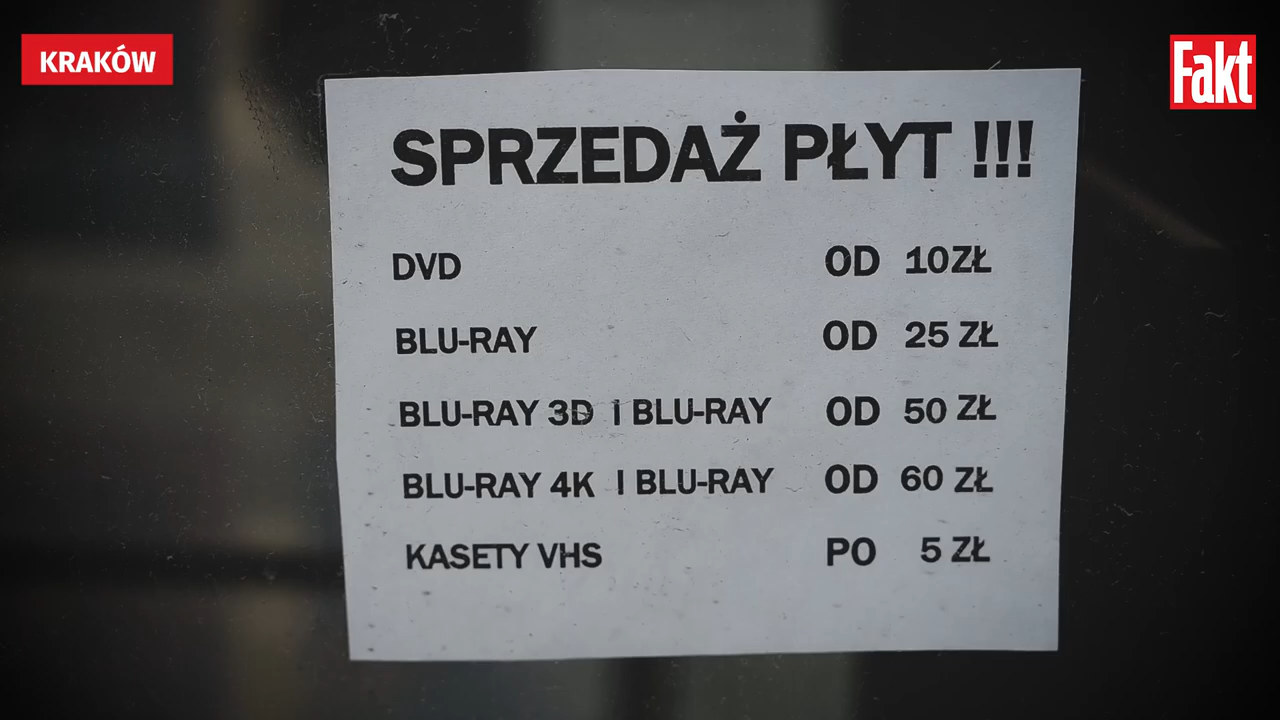 KRAKÓW
Fakt
SPRZEDAŻ PŁYT !!!
DVD OD 10ZŁ
BLU-RAY OD 25 ZŁ
BLU-RAY 3D I BLU-RAY OD 50 ZŁ
BLU-RAY 4K I BLU-RAY OD 60 ZŁ
KASETY VHS PO 5 ZŁ